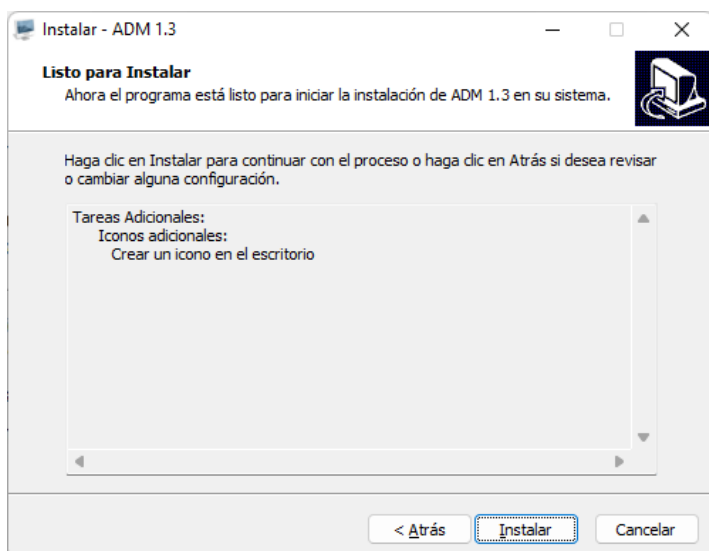 Instalar - ADM 1.3
Listo para Instalar
Ahora el programa está listo para iniciar la instalación de ADM 1.3 en su sistema.
Haga clic en Instalar para continuar con el proceso o haga clic en Atrás si desea revisar
o cambiar alguna configuración.
Tareas Adicionales:
Iconos adicionales:
Crear un icono en el escritorio
< Atrás Instalar Cancelar